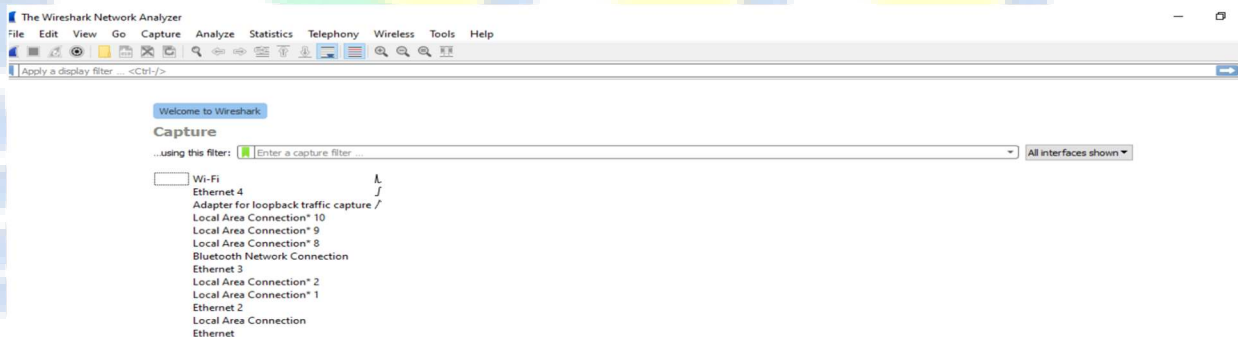 The Wireshark Network Analyzer
File Edit View Go Capture Analyze Statistics Telephony Wireless Tools Help
Apply a display filter ... <Ctrl-/>
Welcome to Wireshark
Capture
...using this filter: Enter a capture filter ... All interfaces shown
Wi-Fi
Ethernet 4
Adapter for loopback traffic capture
Local Area Connection* 10
Local Area Connection* 9
Local Area Connection* 8
Bluetooth Network Connection
Ethernet 3
Local Area Connection* 2
Local Area Connection* 1
Ethernet 2
Local Area Connection
Ethernet